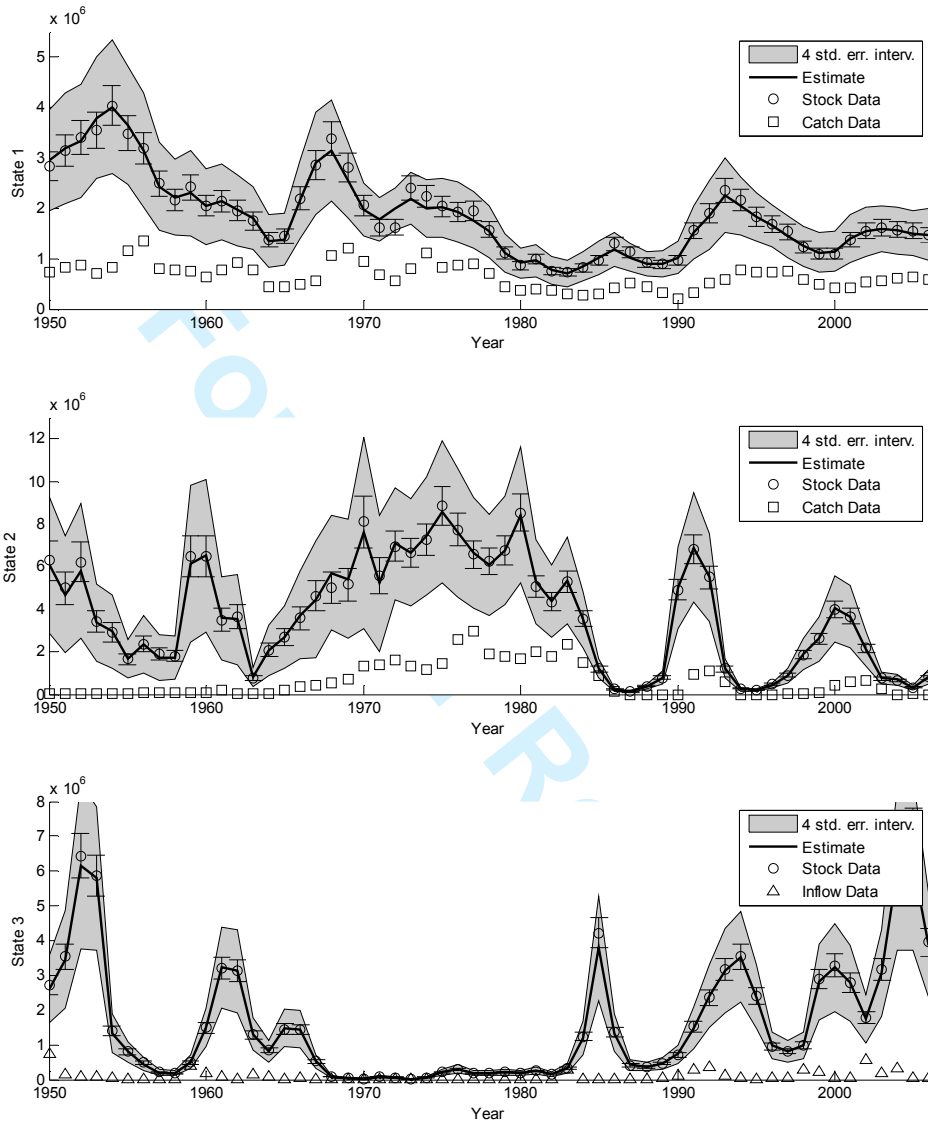 x 10^6
5
4
3
2
1
0
State 1
1950 1960 1970 1980 1990 2000
Year
4 std. err. interv.
Estimate
Stock Data
Catch Data
x 10^6
12
10
8
6
4
2
0
State 2
1950 1960 1970 1980 1990 2000
Year
4 std. err. interv.
Estimate
Stock Data
Catch Data
x 10^6
8
7
6
5
4
3
2
1
0
State 3
1950 1960 1970 1980 1990 2000
Year
4 std. err. interv.
Estimate
Stock Data
Inflow Data